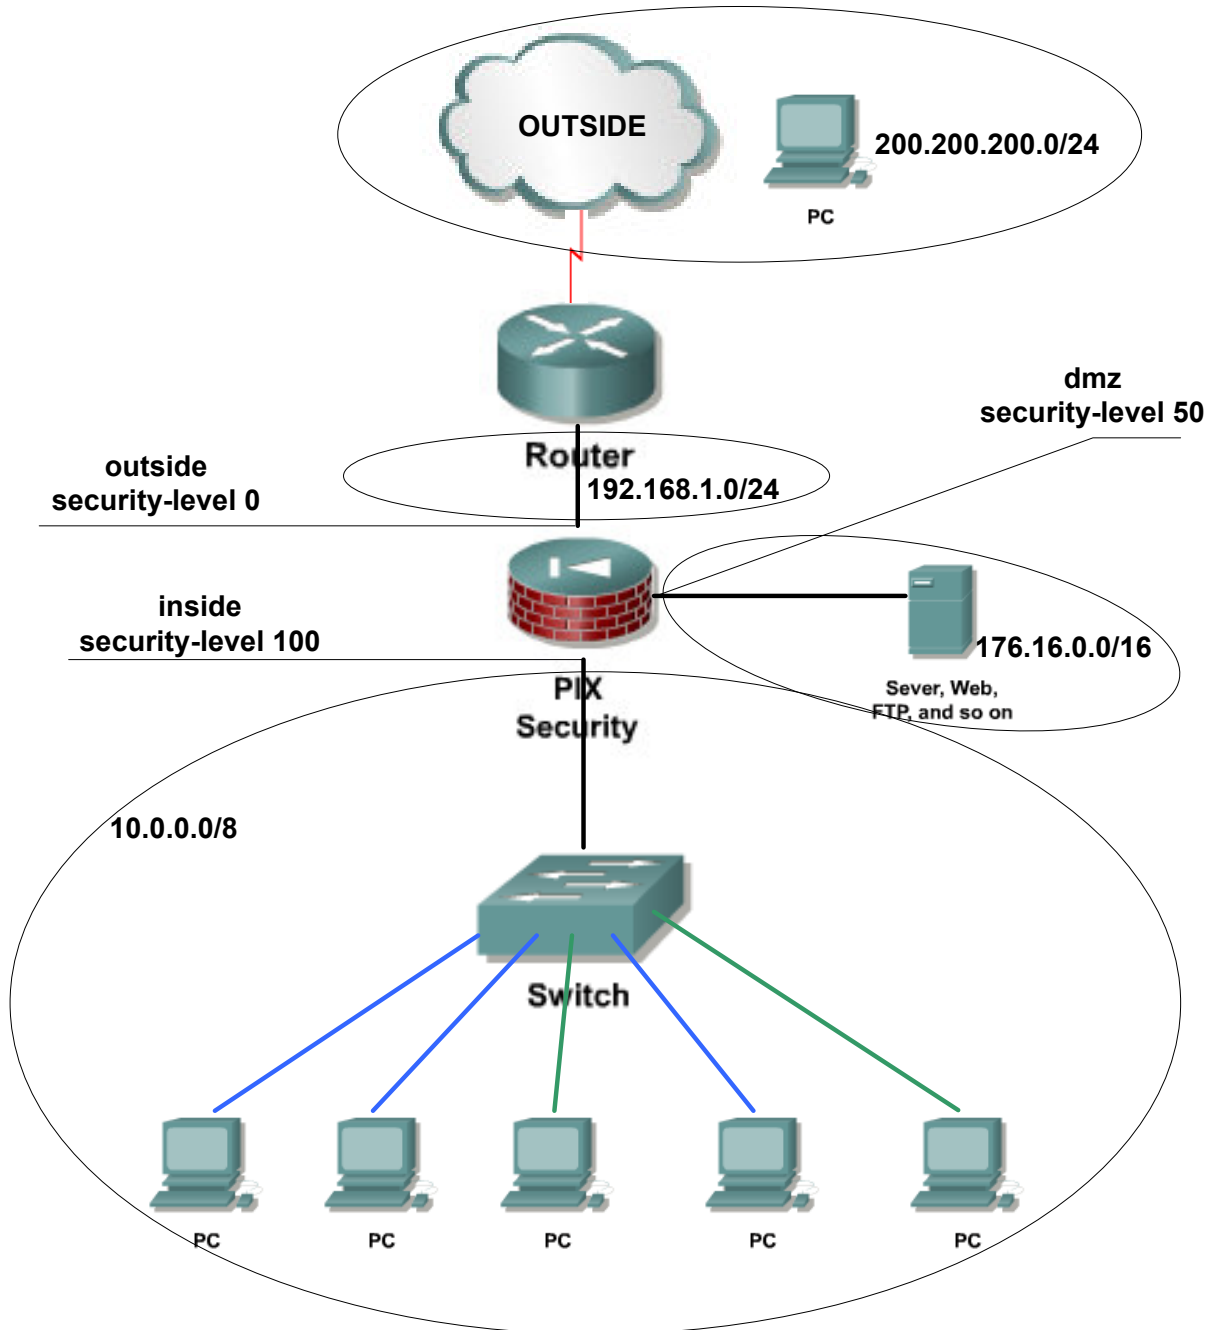 OUTSIDE
200.200.200.0/24
PC
dmz
security-level 50
Router
outside
security-level 0
192.168.1.0/24
inside
security-level 100
176.16.0.0/16
Sever, Web,
FTP, and so on
PIX
Security
10.0.0.0/8
Switch
PC
PC
PC
PC
PC